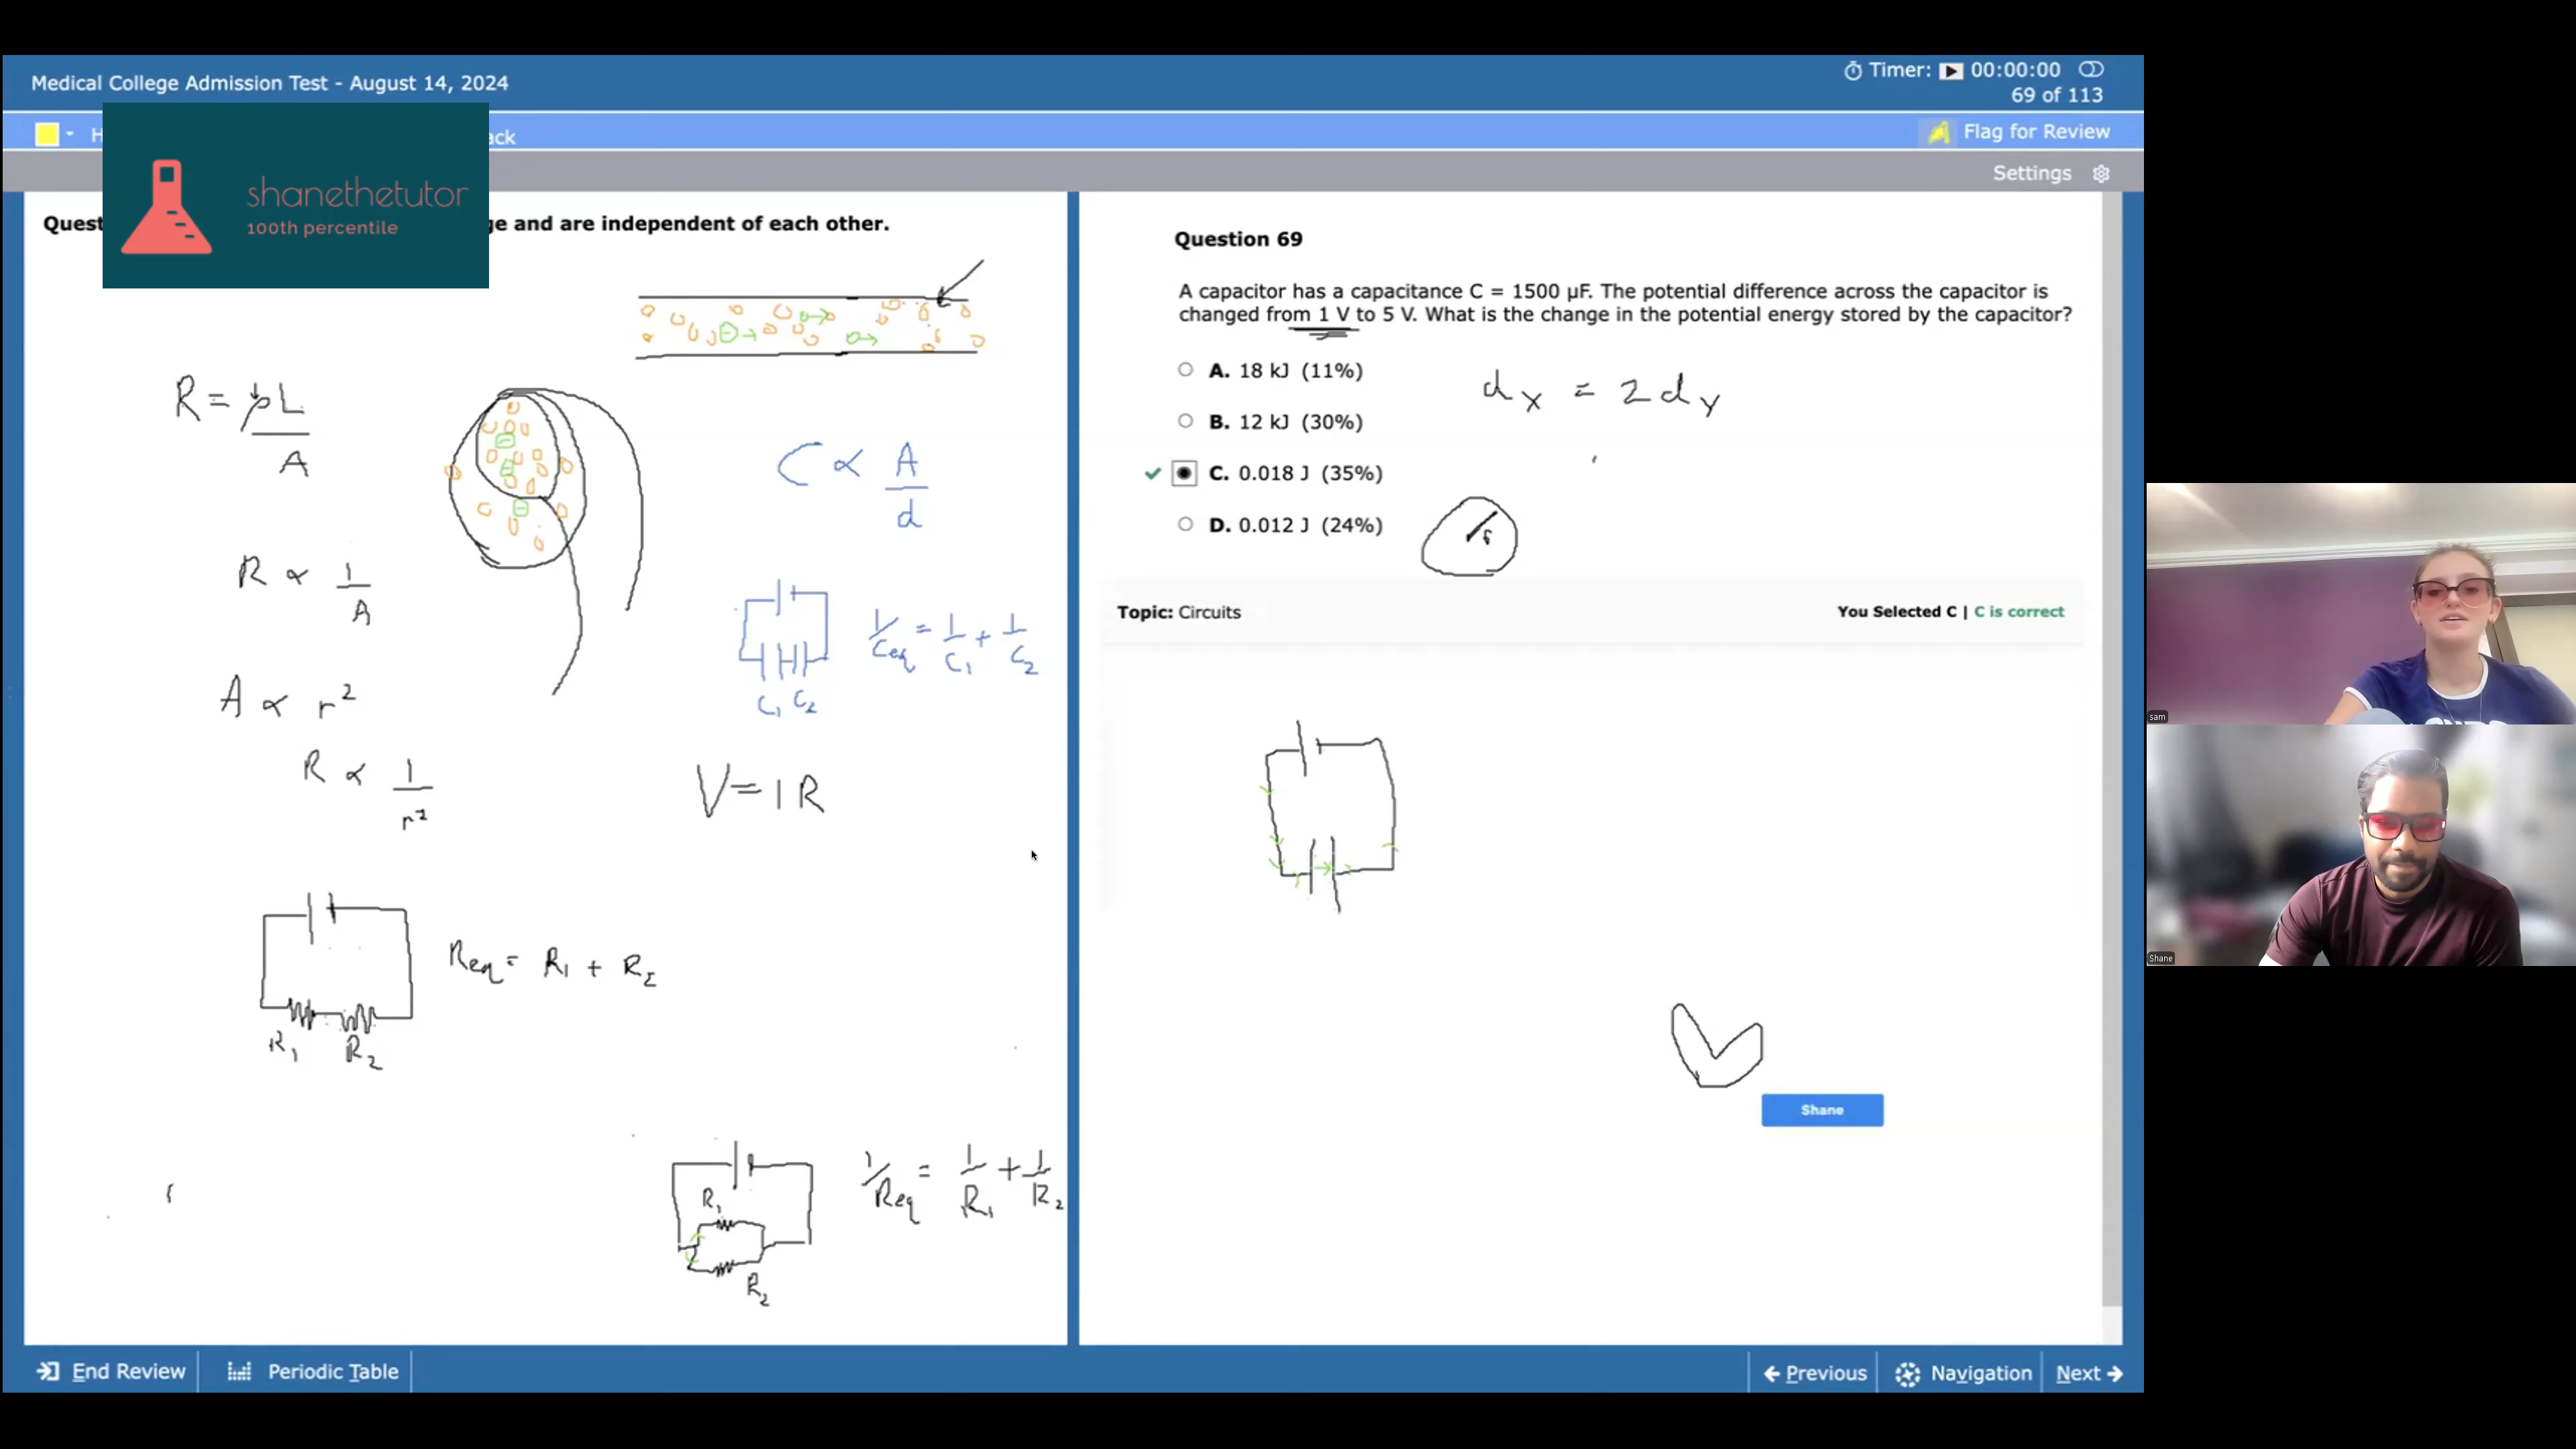 Medical College Admission Test - August 14, 2024
Timer: 00:00:00
69 of 113
H
ack
Flag for Review
Settings
shanethetutor
100th percentile
Quest
ge and are independent of each other.
R = ρL
A
R ∝ 1
A
A ∝ r²
R ∝ 1
r²
C ∝ A
d
1/Ceq = 1/C₁ + 1/C₂
C₁ C₂
V = I R
Req = R₁ + R₂
R₁ R₂
R₁
R₂
1/Req = 1/R₁ + 1/R₂
Question 69
A capacitor has a capacitance C = 1500 μF. The potential difference across the capacitor is
changed from 1 V to 5 V. What is the change in the potential energy stored by the capacitor?
A. 18 kJ (11%)
B. 12 kJ (30%)
C. 0.018 J (35%)
D. 0.012 J (24%)
dx = 2dy
r
Topic: Circuits
You Selected C | C is correct
Shane
sam
Shane
End Review
Periodic Table
Previous
Navigation
Next